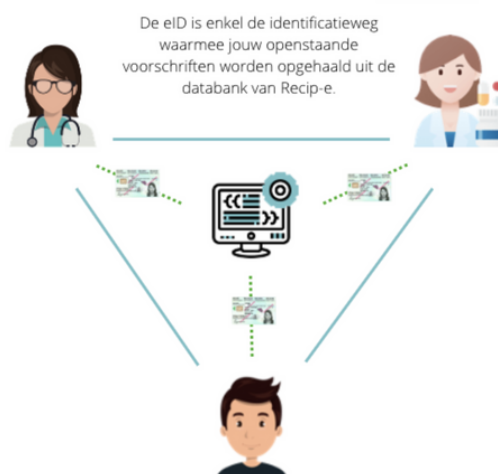 De eID is enkel de identificatieweg
waarmee jouw openstaande
voorschriften worden opgehaald uit de
databank van Recip-e.